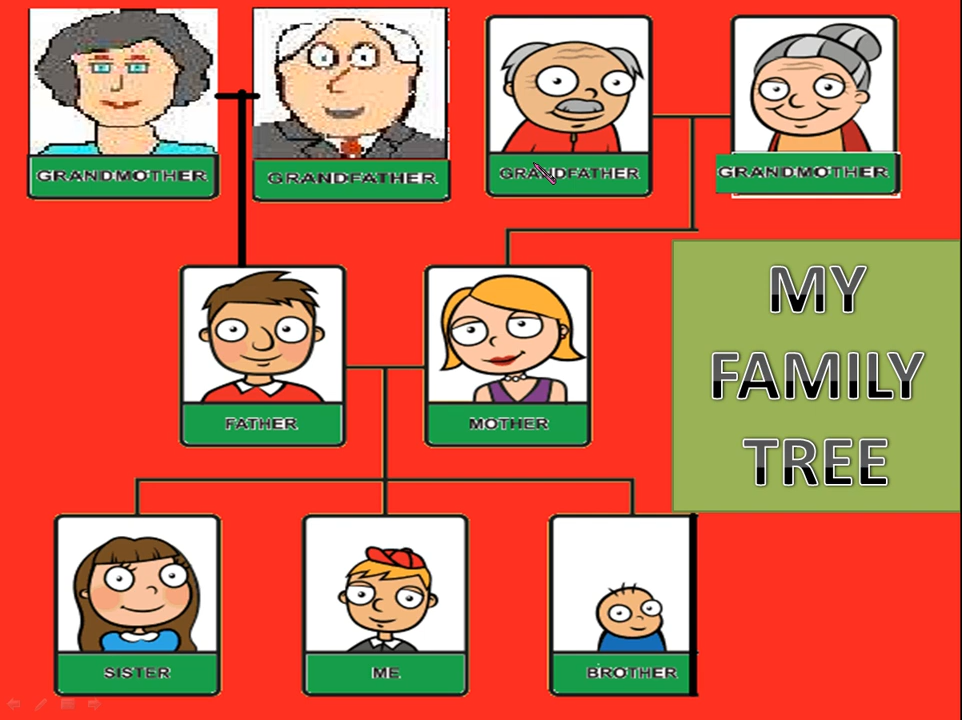 GRANDMOTHER
GRANDFATHER
GRANDFATHER
GRANDMOTHER
MY
FAMILY
TREE
FATHER
MOTHER
SISTER
ME
BROTHER